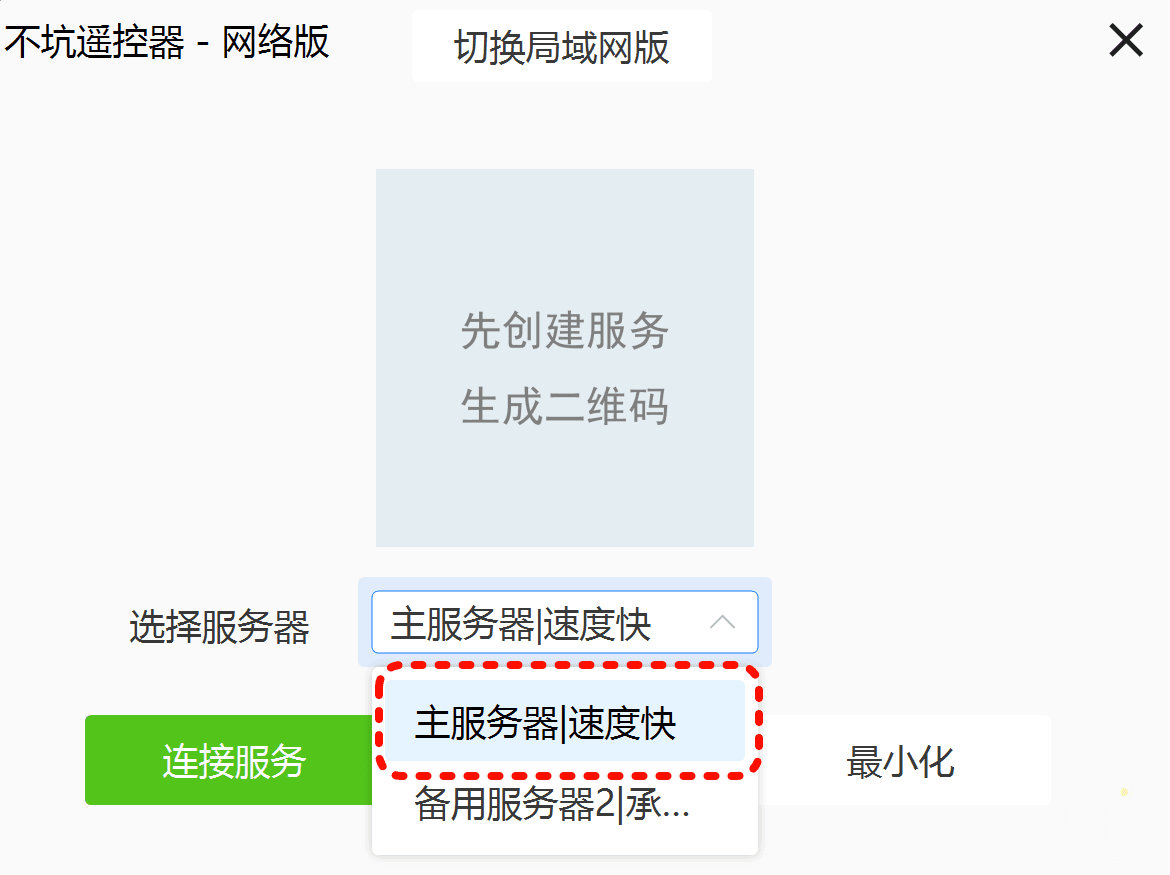 不坑遥控器 - 网络版
切换局域网版
先创建服务
生成二维码
选择服务器
主服务器|速度快
主服务器|速度快
备用服务器2|承...
连接服务
最小化